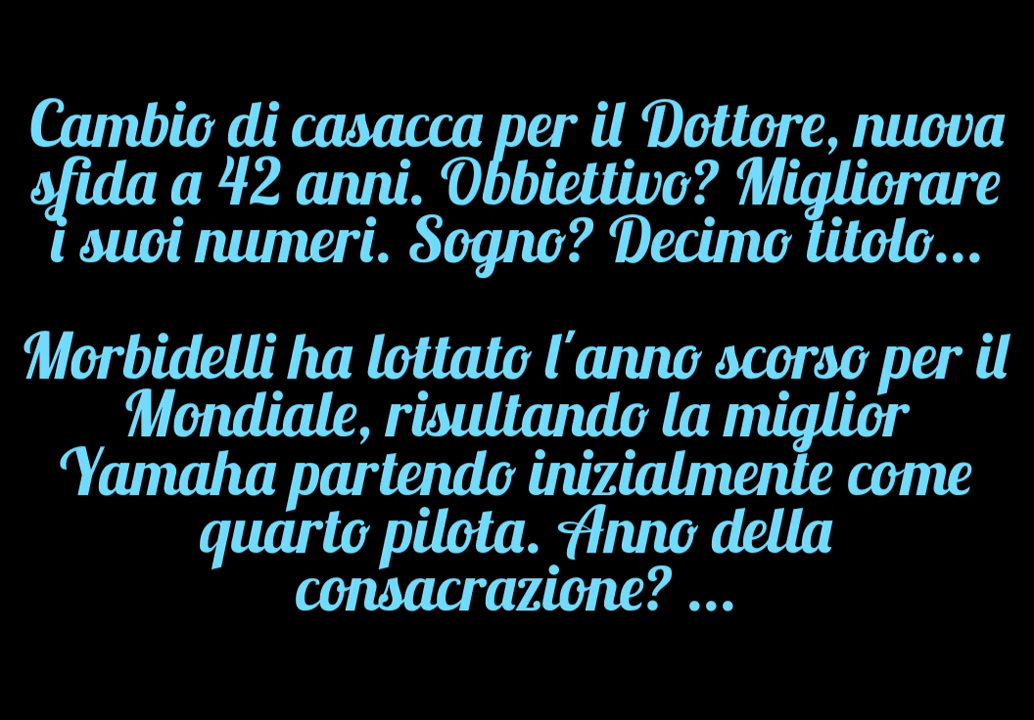 Cambio di casacca per il Dottore, nuova
sfida a 42 anni. Obbiettivo? Migliorare
i suoi numeri. Sogno? Decimo titolo...
Morbidelli ha lottato l'anno scorso per il
Mondiale, risultando la miglior
Yamaha partendo inizialmente come
quarto pilota. Anno della
consacrazione? ...